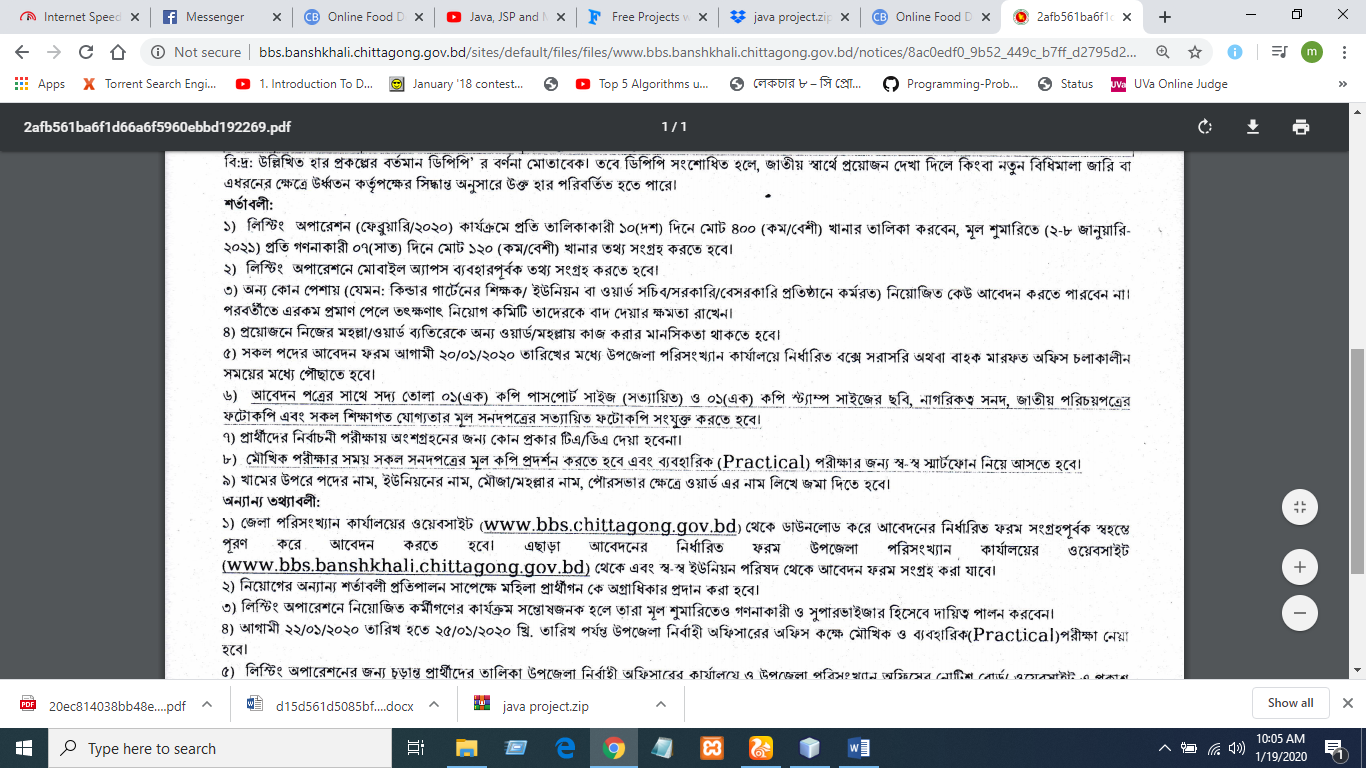 Internet Speed
Messenger
Online Food D
Java, JSP and M
Free Projects w
java project.zip
Online Food D
2afb561ba6f1d
Not secure | bbs.banshkhali.chittagong.gov.bd/sites/default/files/files/www.bbs.banshkhali.chittagong.gov.bd/notices/8ac0edf0_9b52_449c_b7ff_d2795d2...
m
Apps
Torrent Search Engi...
1. Introduction To D...
January '18 contest...
Top 5 Algorithms u...
লেকচার ৮ – সি প্রো...
Programming-Prob...
Status
UVa Online Judge
»
2afb561ba6f1d66a6f5960ebbd192269.pdf
1 / 1
বি:দ্র: উল্লিখিত হার প্রকল্পের বর্তমান ডিপিপি' র বর্ণনা মোতাবেক। তবে ডিপিপি সংশোধিত হলে, জাতীয় স্বার্থে প্রয়োজন দেখা দিলে কিংবা নতুন বিধিমালা জারি বা
এধরনের ক্ষেত্রে উর্ধ্বতন কর্তৃপক্ষের সিদ্ধান্ত অনুসারে উক্ত হার পরিবর্তিত হতে পারে।
শর্তাবলী:
১) লিস্টিং অপারেশন (ফেব্রুয়ারি/২০২০) কার্যক্রমে প্রতি তালিকাকারী ১০(দশ) দিনে মোট ৪০০ (কম/বেশী) খানার তালিকা করবেন, মূল শুমারিতে (২-৮ জানুয়ারি-
২০২১) প্রতি গণনাকারী ০৭(সাত) দিনে মোট ১২০ (কম/বেশী) খানার তথ্য সংগ্রহ করতে হবে।
২) লিস্টিং অপারেশনে মোবাইল অ্যাপস ব্যবহারপূর্বক তথ্য সংগ্রহ করতে হবে।
৩) অন্য কোন পেশায় (যেমন: কিন্ডার গার্টেনের শিক্ষক/ ইউনিয়ন বা ওয়ার্ড সচিব/সরকারি/বেসরকারি প্রতিষ্ঠানে কর্মরত) নিয়োজিত কেউ আবেদন করতে পারবেন না।
পরবর্তীতে এরকম প্রমাণ পেলে তৎক্ষণাৎ নিয়োগ কমিটি তাদেরকে বাদ দেয়ার ক্ষমতা রাখেন।
৪) প্রয়োজনে নিজের মহল্লা/ওয়ার্ড ব্যতিরেকে অন্য ওয়ার্ড/মহল্লায় কাজ করার মানসিকতা থাকতে হবে।
৫) সকল পদের আবেদন ফরম আগামী ২০/০১/২০২০ তারিখের মধ্যে উপজেলা পরিসংখ্যান কার্যালয়ে নির্ধারিত বক্সে সরাসরি অথবা বাহক মারফত অফিস চলাকালীন
সময়ের মধ্যে পৌছাতে হবে।
৬) আবেদন পত্রের সাথে সদ্য তোলা ০১(এক) কপি পাসপোর্ট সাইজ (সত্যায়িত) ও ০১(এক) কপি স্ট্যাম্প সাইজের ছবি, নাগরিকত্ব সনদ, জাতীয় পরিচয়পত্রের
ফটোকপি এবং সকল শিক্ষাগত যোগ্যতার মূল সনদপত্রের সত্যায়িত ফটোকপি সংযুক্ত করতে হবে।
৭) প্রার্থীদের নির্বাচনী পরীক্ষায় অংশগ্রহনের জন্য কোন প্রকার টিএ/ডিএ দেয়া হবেনা।
৮) মৌখিক পরীক্ষার সময় সকল সনদপত্রের মূল কপি প্রদর্শন করতে হবে এবং ব্যবহারিক (Practical) পরীক্ষার জন্য স্ব-স্ব স্মার্টফোন নিয়ে আসতে হবে।
৯) খামের উপরে পদের নাম, ইউনিয়নের নাম, মৌজা/মহল্লার নাম, পৌরসভার ক্ষেত্রে ওয়ার্ড এর নাম লিখে জমা দিতে হবে।
অন্যান্য তথ্যাবলী:
১) জেলা পরিসংখ্যান কার্যালয়ের ওয়েবসাইট (www.bbs.chittagong.gov.bd) থেকে ডাউনলোড করে আবেদনের নির্ধারিত ফরম সংগ্রহপূর্বক স্বহস্তে
পূরণ করে আবেদন করতে হবে। এছাড়া আবেদনের নির্ধারিত ফরম উপজেলা পরিসংখ্যান কার্যালয়ের ওয়েবসাইট
(www.bbs.banshkhali.chittagong.gov.bd) থেকে এবং স্ব-স্ব ইউনিয়ন পরিষদ থেকে আবেদন ফরম সংগ্রহ করা যাবে।
২) নিয়োগের অন্যান্য শর্তাবলী প্রতিপালন সাপেক্ষে মহিলা প্রার্থীগন কে অগ্রাধিকার প্রদান করা হবে।
৩) লিস্টিং অপারেশনে নিয়োজিত কর্মীগণের কার্যক্রম সন্তোষজনক হলে তারা মূল শুমারিতেও গণনাকারী ও সুপারভাইজার হিসেবে দায়িত্ব পালন করবেন।
৪) আগামী ২২/০১/২০২০ তারিখ হতে ২৫/০১/২০২০ খ্রি. তারিখ পর্যন্ত উপজেলা নির্বাহী অফিসারের অফিস কক্ষে মৌখিক ও ব্যবহারিক(Practical)পরীক্ষা নেয়া
হবে।
৫) লিস্টিং অপারেশনের জন্য চূড়ান্ত প্রার্থীদের তালিকা উপজেলা নির্বাহী অফিসারের কার্যালয়ে ও উপজেলা পরিসংখ্যান অফিসের নোটিশ বোর্ড/ ওয়েবসাইট এ প্রকাশ
20ec814038bb48e....pdf
d15d561d5085bf....docx
java project.zip
Show all
Type here to search
10:05 AM
1/19/2020
1